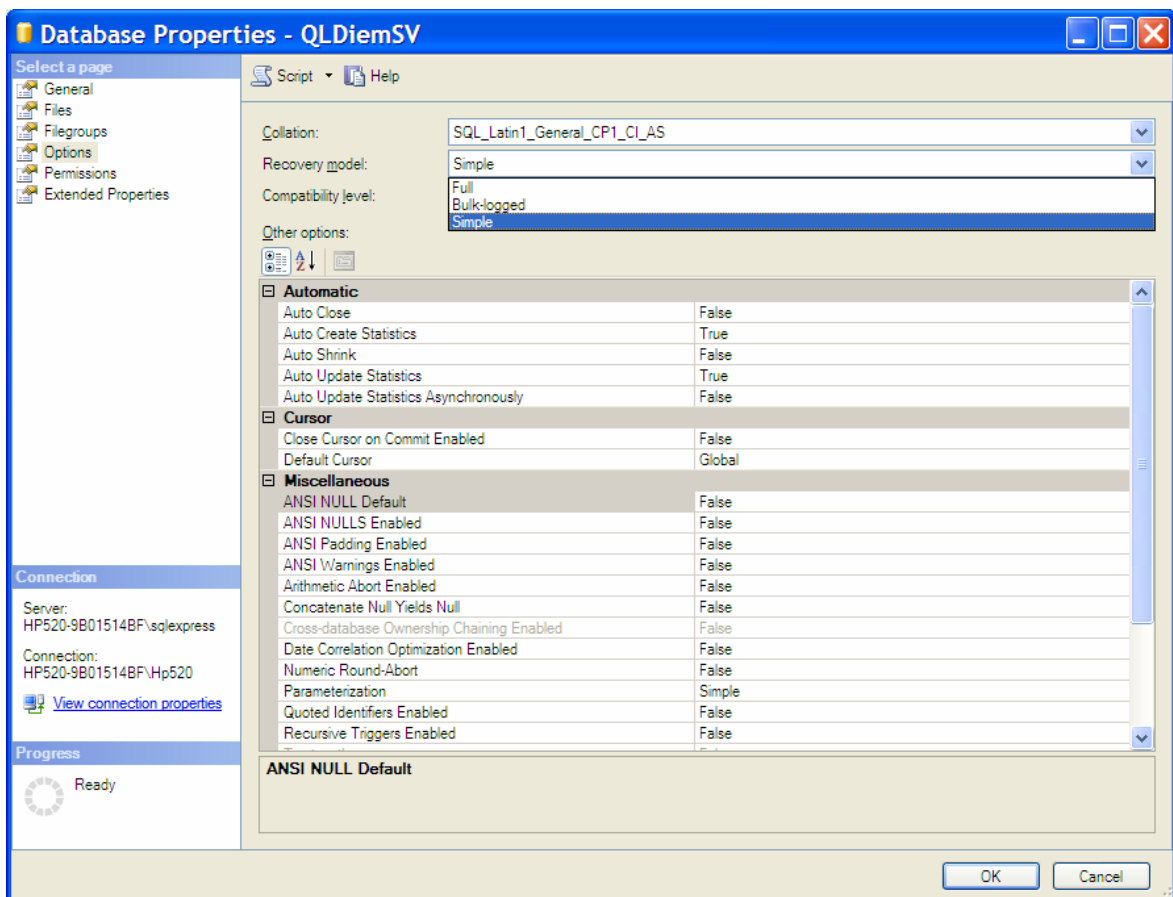 Database Properties - QLDiemSV
Select a page
General
Files
Filegroups
Options
Permissions
Extended Properties
Script
Help
Collation:
SQL_Latin1_General_CP1_CI_AS
Recovery model:
Simple
Compatibility level:
Full
Bulk-logged
Simple
Other options:
Automatic
Auto Close False
Auto Create Statistics True
Auto Shrink False
Auto Update Statistics True
Auto Update Statistics Asynchronously False
Cursor
Close Cursor on Commit Enabled False
Default Cursor Global
Miscellaneous
ANSI NULL Default False
ANSI NULLS Enabled False
ANSI Padding Enabled False
ANSI Warnings Enabled False
Arithmetic Abort Enabled False
Concatenate Null Yields Null False
Cross-database Ownership Chaining Enabled False
Date Correlation Optimization Enabled False
Numeric Round-Abort False
Parameterization Simple
Quoted Identifiers Enabled False
Recursive Triggers Enabled False
ANSI NULL Default
Connection
Server:
HP520-9B01514BF\sqlexpress
Connection:
HP520-9B01514BF\Hp520
View connection properties
Progress
Ready
OK
Cancel